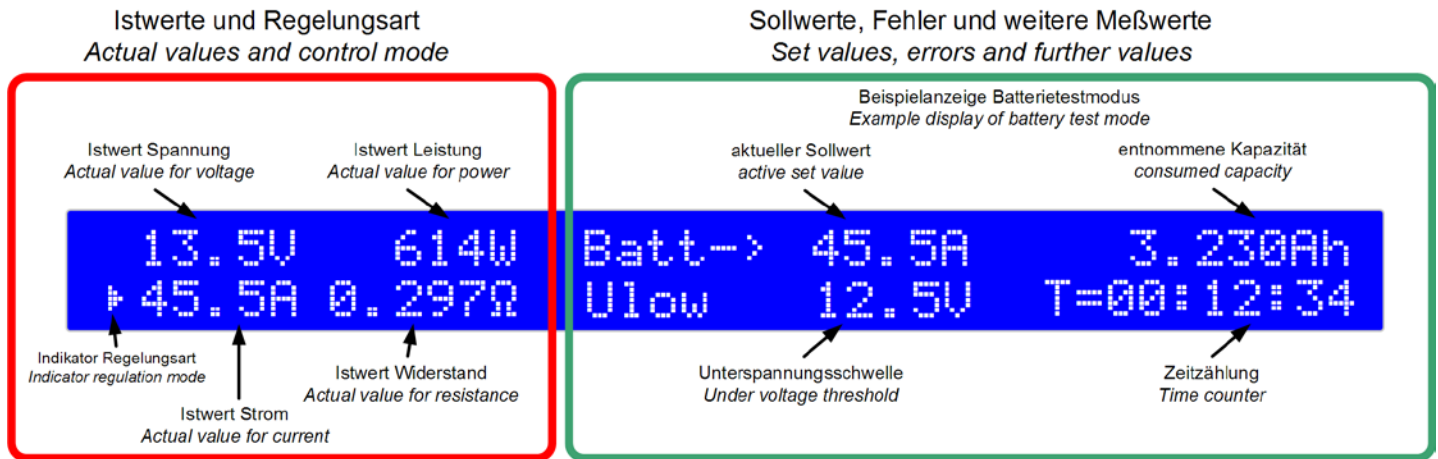 Istwerte und Regelungsart
Actual values and control mode
Sollwerte, Fehler und weitere Meßwerte
Set values, errors and further values
Beispielanzeige Batterietestmodus
Example display of battery test mode
Istwert Spannung
Actual value for voltage
Istwert Leistung
Actual value for power
aktueller Sollwert
active set value
entnommene Kapazität
consumed capacity
13.5V 614W Batt-> 45.5A 3.230Ah
45.5A 0.297Ω Ulow 12.5V T=00:12:34
Indikator Regelungsart
Indicator regulation mode
Istwert Strom
Actual value for current
Istwert Widerstand
Actual value for resistance
Unterspannungsschwelle
Under voltage threshold
Zeitzählung
Time counter